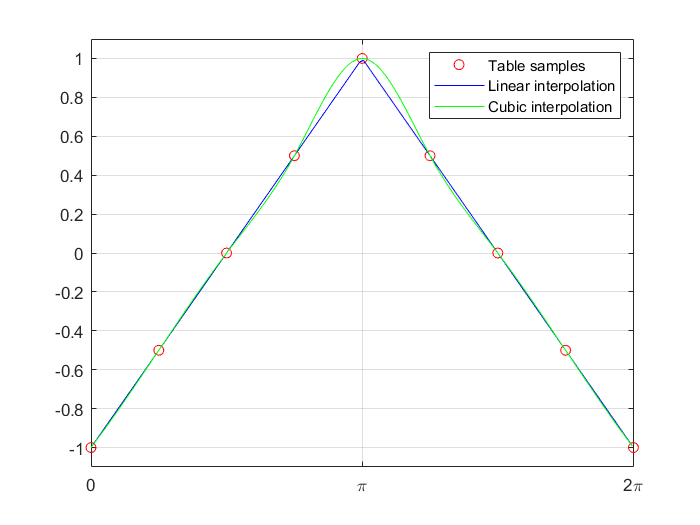 Table samples
Linear interpolation
Cubic interpolation
1
0.8
0.6
0.4
0.2
0
-0.2
-0.4
-0.6
-0.8
-1
0 π 2π